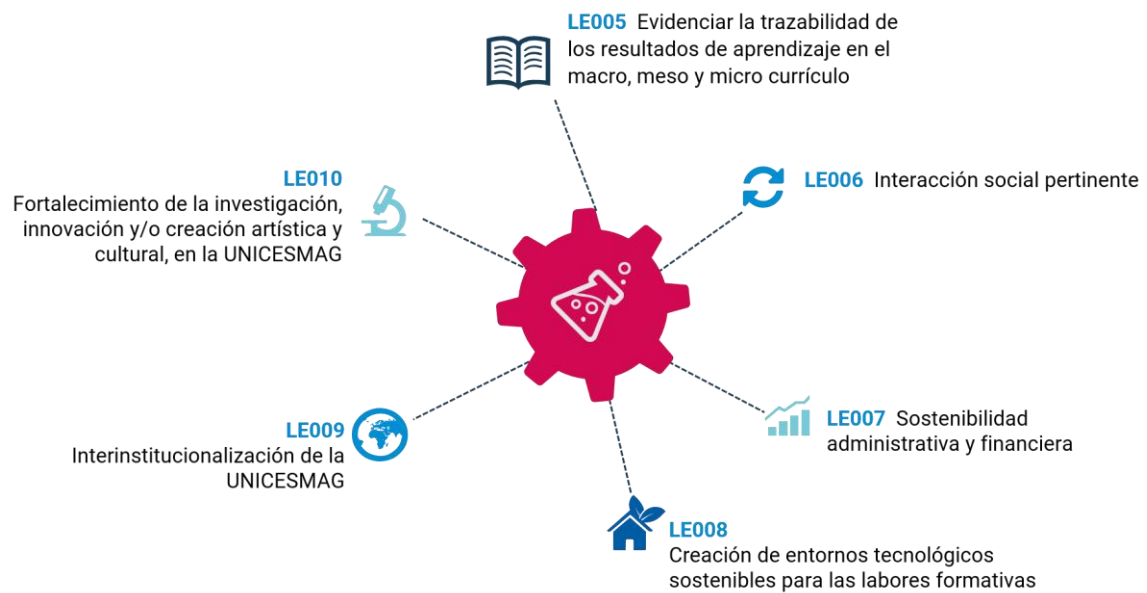 LE005 Evidenciar la trazabilidad de
los resultados de aprendizaje en el
macro, meso y micro currículo
LE006 Interacción social pertinente
LE007 Sostenibilidad
administrativa y financiera
LE008
Creación de entornos tecnológicos
sostenibles para las labores formativas
LE009
Interinstitucionalización de la
UNICESMAG
LE010
Fortalecimiento de la investigación,
innovación y/o creación artística y
cultural, en la UNICESMAG